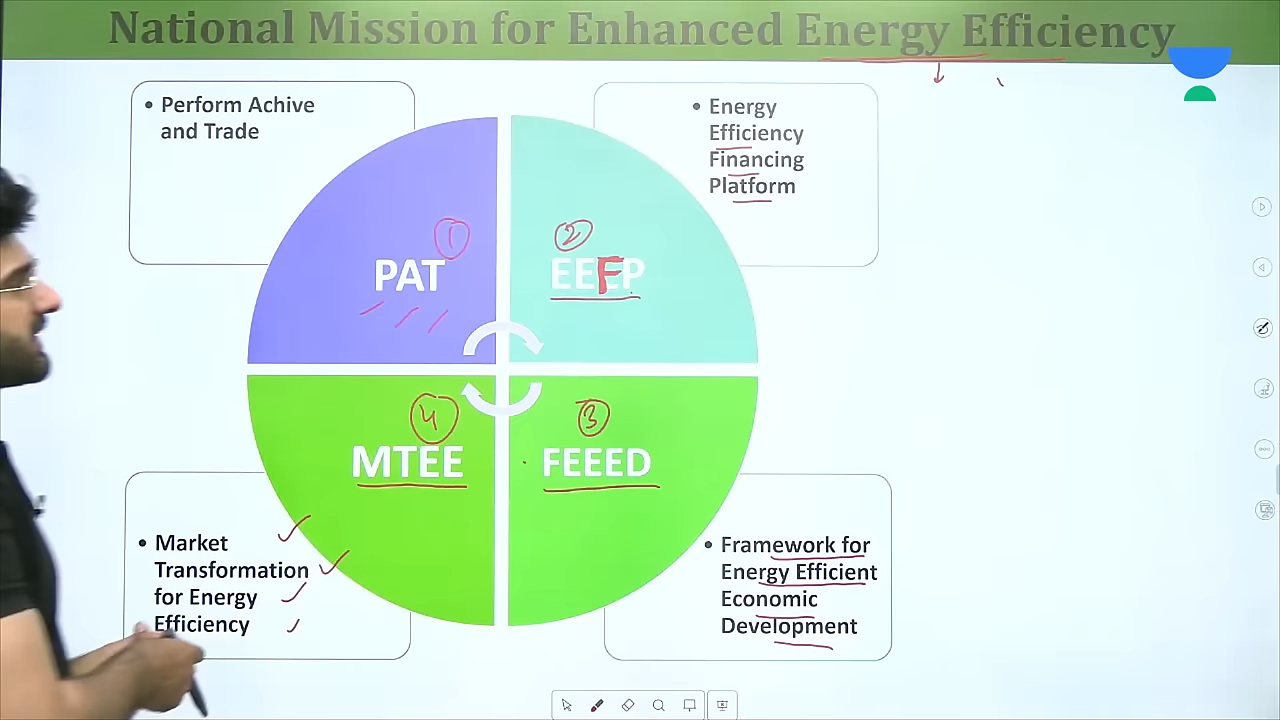 National Mission for Enhanced Energy Efficiency
• Perform Achive
and Trade
• Energy
Efficiency
Financing
Platform
1
PAT
2
EEFP
4
MTEE
3
FEEED
• Market
Transformation
for Energy
Efficiency
• Framework for
Energy Efficient
Economic
Development